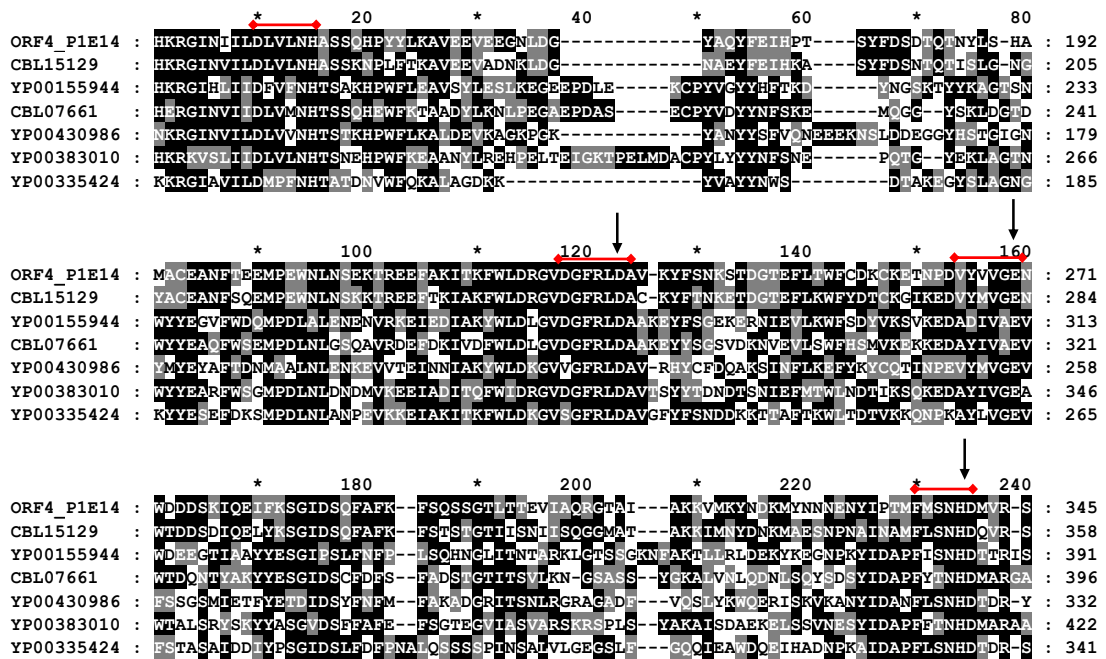 * 20 * 40 * 60 * 80
ORF4_P1E14 : HKRGINIILDLVLNHASSQHPYYLKAVEEVEEGNLDG-------------YAQYFEIHPT----SYFDSDTQTNYLS-HA : 192
CBL15129 : HKRGINVILDLVLNHASSKNPLFTKAVEEVADNKLDG-------------NAEYFEIHKA----SYFDSNTQTISLG-NG : 205
YP00155944 : HKRGIHLIIDFVFNHTSAKHPWFLEAVSYLESLKEGEEPDLE-----KCPYVGYYHFTKD------YNGSKTYYKAGTSN : 233
CBL07661 : HERGINVIMDLVMNHTSSQHEWFKTAADYLKNLPEGAEPDAS-----ECPYVDYYNFSKE------MQGG--YSKLDGTD : 241
YP00430986 : NKRGINVILDLVVNHTSTKHPWFLKALDEVKAGKPGK-------------YANYYSFVQNEEEKNSLDDEGGYHSTGIGN : 179
YP00383010 : HKRKVSLIIDLVLNHTSNEHPWFKEAANYLREHPELTEIGKTPELMDACPYLYYYNFSNE------PQTG--YEKLAGTN : 266
YP00335424 : KKRGIAVILDMPFNHTATDNVWFQKALAGDKK------------------YVAYYNWS---------DTAKEGYSLAGNG : 185
* 100 * 120 * 140 * 160
ORF4_P1E14 : MACEANFTEEMPEWNLNSEKTREEFAKITKFWLDRGVDGFRLDAV-KYFSNKSTDGTEFLTWFCDKCKETNPDVYVVGEN : 271
CBL15129 : YACEANFSQEMPEWNLNSKKTREEFTKIAKFWLDRGVDGFRLDAC-KYFTNKETDGTEFLKWFYDTCKGIKEDVYMVGEN : 284
YP00155944 : WYYEGVFWDQMPDLALENENVRKEIEDIAKYWLDLGVDGFRLDAAKEYFSGEKERNIEVLKWFSDYVKSVKEDADIVAEV : 313
CBL07661 : WYYEAQFWSEMPDLNLGSQAVRDEFDKIVDFWLDLGVDGFRLDAAKEYYSGSVDKNVEVLSWFHSMVKEKKEDAYIVAEV : 321
YP00430986 : YMYEYAFTDNMAALNLENKEVVTEINNIAKYWLDKGVVGFRLDAV-RHYCFDQAKSINFLKEFYKYCQTINPEVYMVGEV : 258
YP00383010 : WYYEARFWSGMPDLNLDNDMVKEEIADITQFWIDRGVDGFRLDAVTSYYTDNDTSNIEFMTWLNDTIKSQKEDAYIVGEA : 346
YP00335424 : KYYESEFDKSMPDLNLANPEVKKEIAKITKFWLDKGVSGFRLDAVGFYFSNDDKKTTAFTKWLTDTVKKQNPKAYLVGEV : 265
* 180 * 200 * 220 * 240
ORF4_P1E14 : WDDDSKIQEIFKSGIDSQFAFK--FSQSSGTLTTEVIAQRGTAI---AKKVMKYNDKMYNNNENYIPTMFMSNHDMVR-S : 345
CBL15129 : WTDDSDIQELYKSGIDSQFAFK--FSTSTGTIISNIISQGGMAT---AKKIMNYDNKMAESNPNAINAMFLSNHDQVR-S : 358
YP00155944 : WDEEGTIAAYYESGIPSLFNFP--LSQHNGLITNTARKLGTSSGKNFAKTLLRLDEKYKEGNPKYIDAPFISNHDTTRIS : 391
CBL07661 : WTDQNTYAKYYESGIDSCFDFS--FADSTGTITSVLKN-GSASS--YGKALVNLQDNLSQYSDSYIDAPFYTNHDMARGA : 396
YP00430986 : FSSGSMIETFYETDIDSYFNFM--FAKADGRITSNLRGRAGADF---VQSLYKWQERISKVKANYIDANFLSNHDTDR-Y : 332
YP00383010 : WTALSRYSKYYASGVDSFFAFE--FSGTEGVIASVARSKRSPLS--YAKAISDAEKELSSVNESYIDAPFFTNHDMARAA : 422
YP00335424 : FSTASAIDDIYPSGIDSLFDFPNALQSSSSPINSALVLGEGSLF---GQQIEAWDQEIHADNPKAIDAPFLSNHDTDR-S : 341